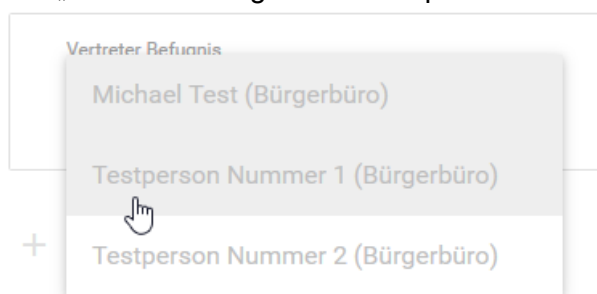 Vertreter Befugnis
Michael Test (Bürgerbüro)
Testperson Nummer 1 (Bürgerbüro)
+
Testperson Nummer 2 (Bürgerbüro)